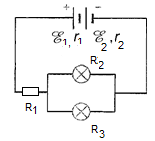 + −
ℰ₁, r₁ ℰ₂, r₂
R₂
R₁
R₃